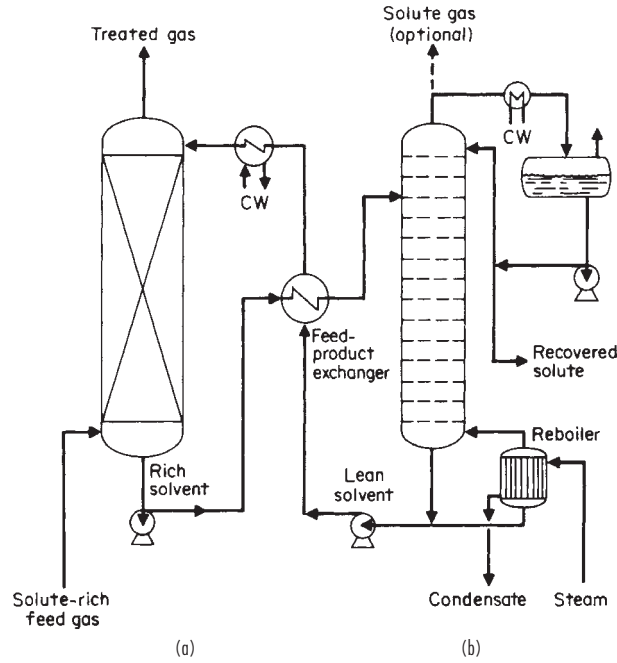 Treated gas
Solute gas
(optional)
CW
CW
Feed-
product
exchanger
Recovered
solute
Reboiler
Rich
solvent
Lean
solvent
Solute-rich
feed gas
Condensate
Steam
(a)
(b)